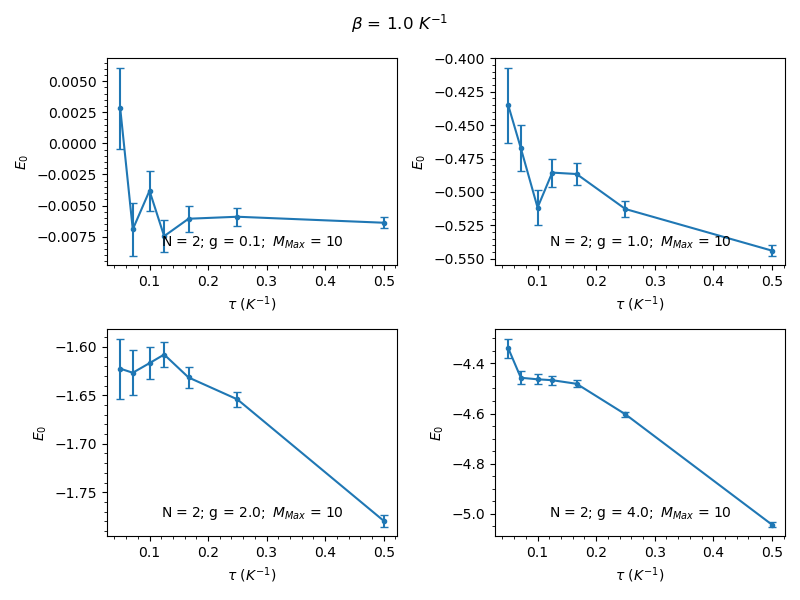 β = 1.0 K⁻¹
0.0050
0.0025
0.0000
−0.0025
−0.0050
−0.0075
E₀
N = 2; g = 0.1; M_Max = 10
0.1 0.2 0.3 0.4 0.5
τ (K⁻¹)
−0.400
−0.425
−0.450
−0.475
−0.500
−0.525
−0.550
E₀
N = 2; g = 1.0; M_Max = 10
0.1 0.2 0.3 0.4 0.5
τ (K⁻¹)
−1.60
−1.65
−1.70
−1.75
E₀
N = 2; g = 2.0; M_Max = 10
0.1 0.2 0.3 0.4 0.5
τ (K⁻¹)
−4.4
−4.6
−4.8
−5.0
E₀
N = 2; g = 4.0; M_Max = 10
0.1 0.2 0.3 0.4 0.5
τ (K⁻¹)